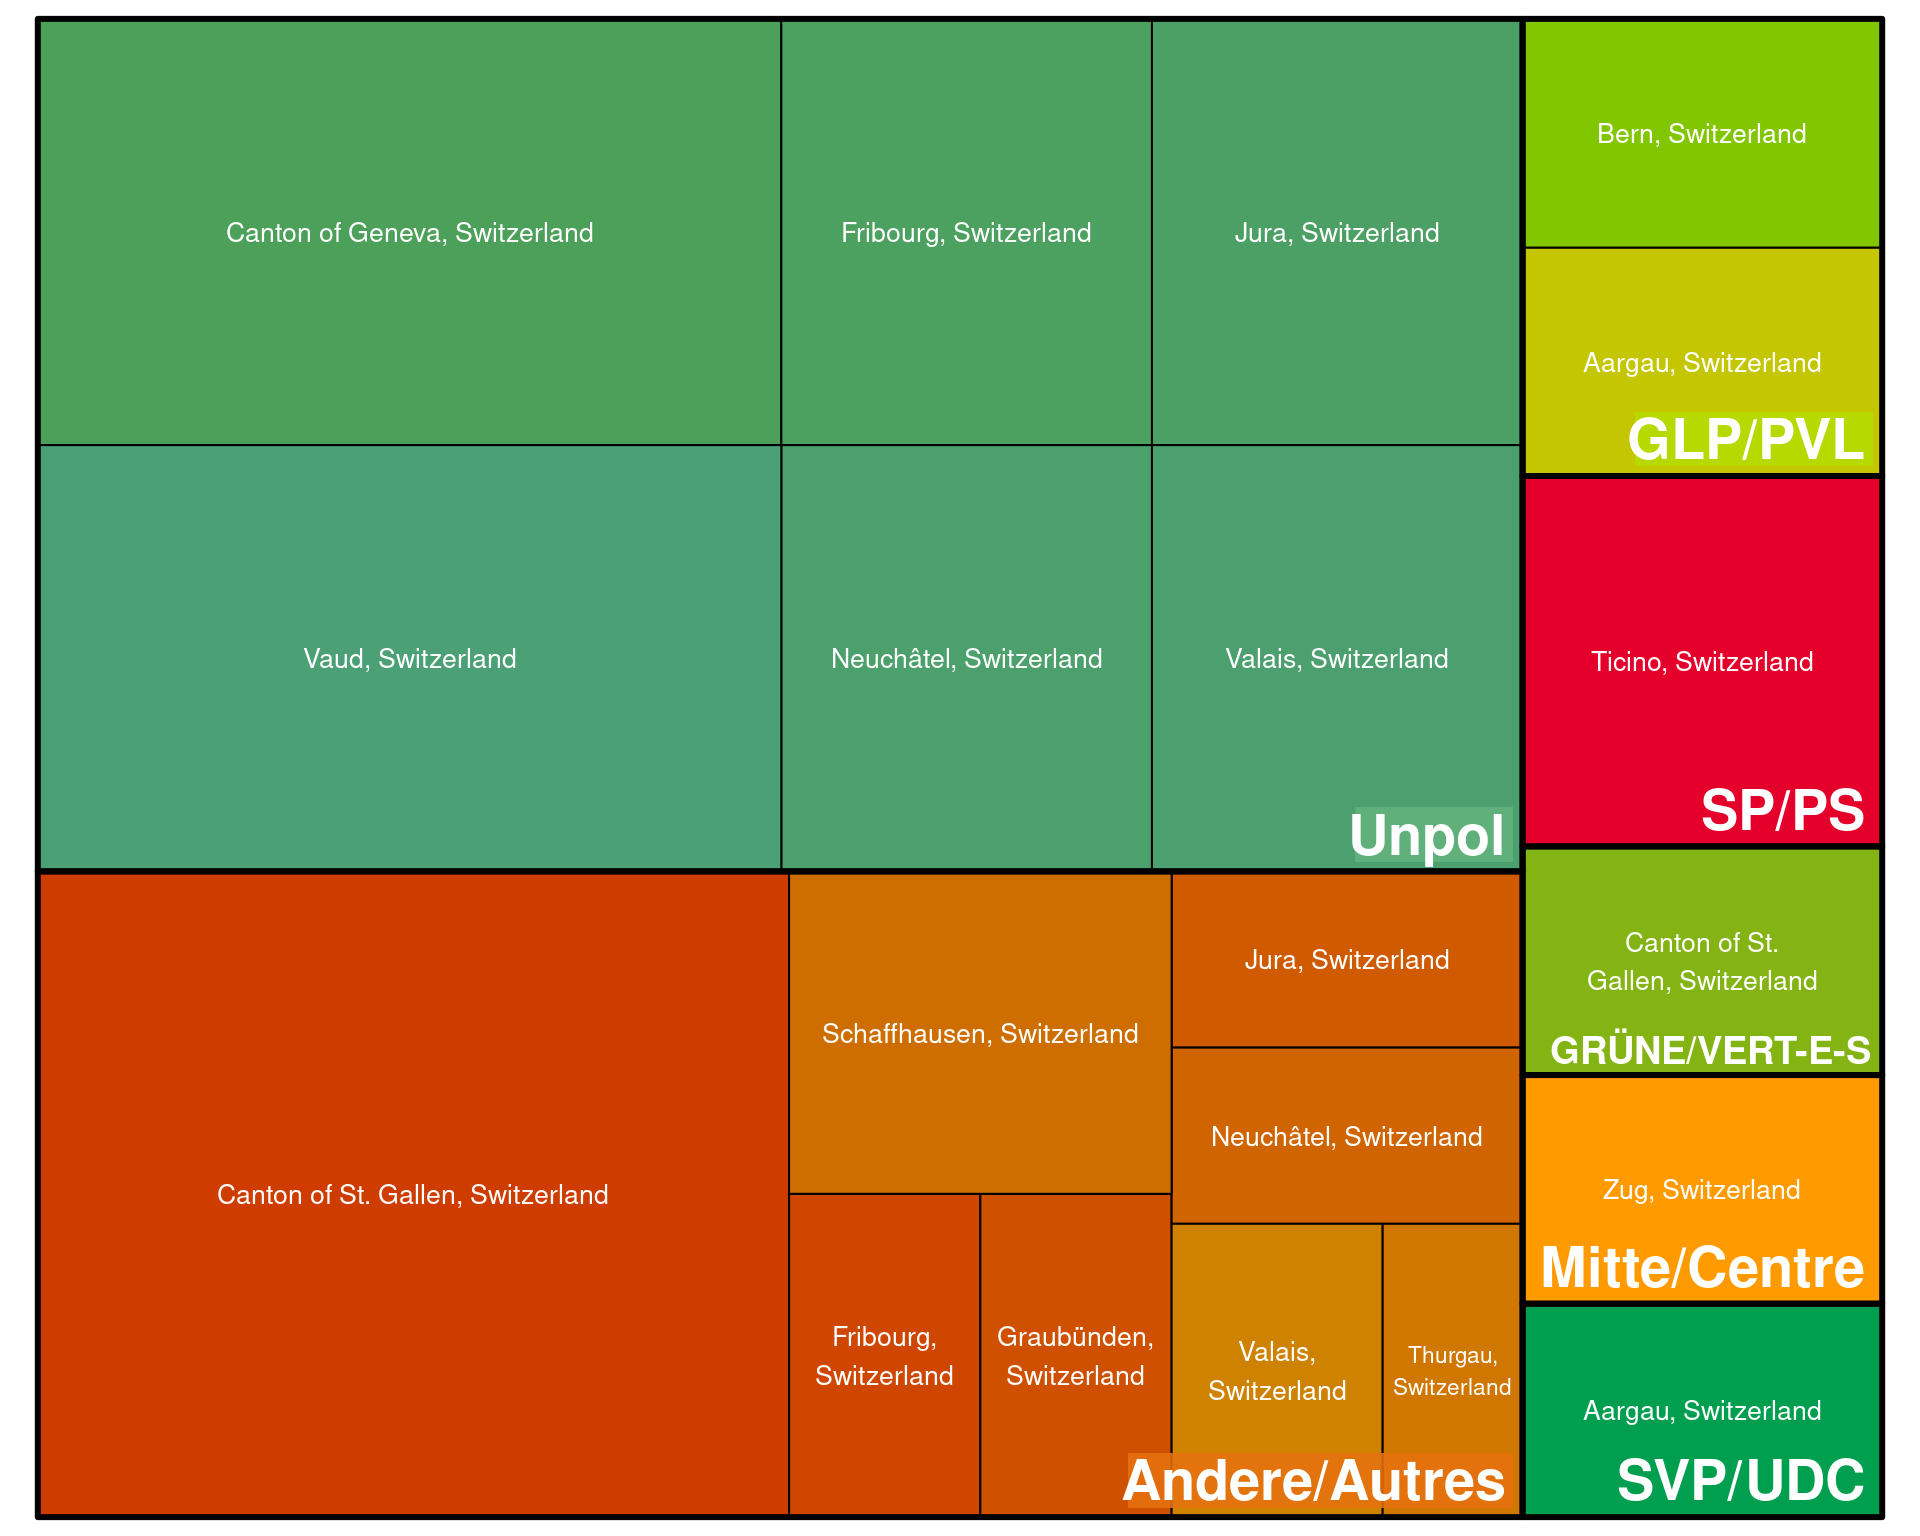 Canton of Geneva, Switzerland
Fribourg, Switzerland
Jura, Switzerland
Vaud, Switzerland
Neuchâtel, Switzerland
Valais, Switzerland
Unpol
Canton of St. Gallen, Switzerland
Schaffhausen, Switzerland
Jura, Switzerland
Neuchâtel, Switzerland
Fribourg,
Switzerland
Graubünden,
Switzerland
Valais,
Switzerland
Thurgau,
Switzerland
Andere/Autres
Bern, Switzerland
Aargau, Switzerland
GLP/PVL
Ticino, Switzerland
SP/PS
Canton of St.
Gallen, Switzerland
GRÜNE/VERT-E-S
Zug, Switzerland
Mitte/Centre
Aargau, Switzerland
SVP/UDC